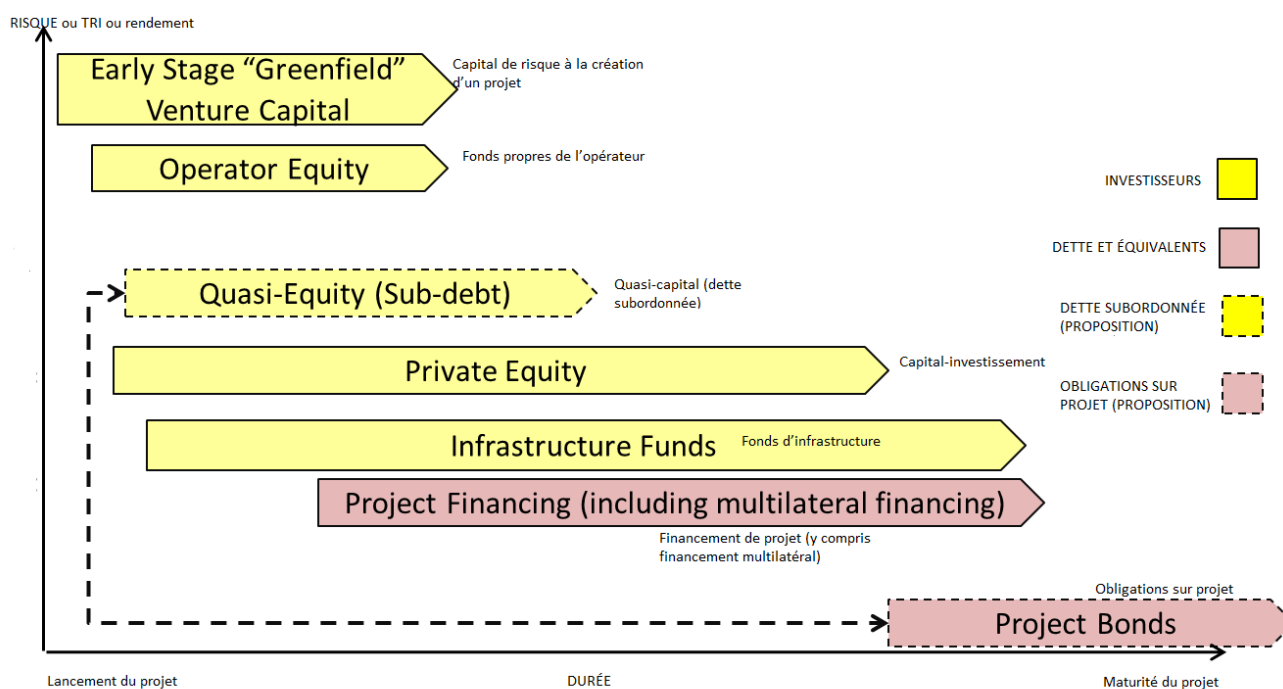 RISQUE ou TRI ou rendement
Early Stage “Greenfield”
Venture Capital
Capital de risque à la création
d’un projet
Operator Equity
Fonds propres de l’opérateur
INVESTISSEURS
DETTE ET ÉQUIVALENTS
Quasi-Equity (Sub-debt)
Quasi-capital (dette
subordonnée)
DETTE SUBORDONNÉE
(PROPOSITION)
Private Equity
Capital-investissement
OBLIGATIONS SUR
PROJET (PROPOSITION)
Infrastructure Funds
Fonds d’infrastructure
Project Financing (including multilateral financing)
Financement de projet (y compris
financement multilatéral)
Obligations sur projet
Project Bonds
Lancement du projet
DURÉE
Maturité du projet